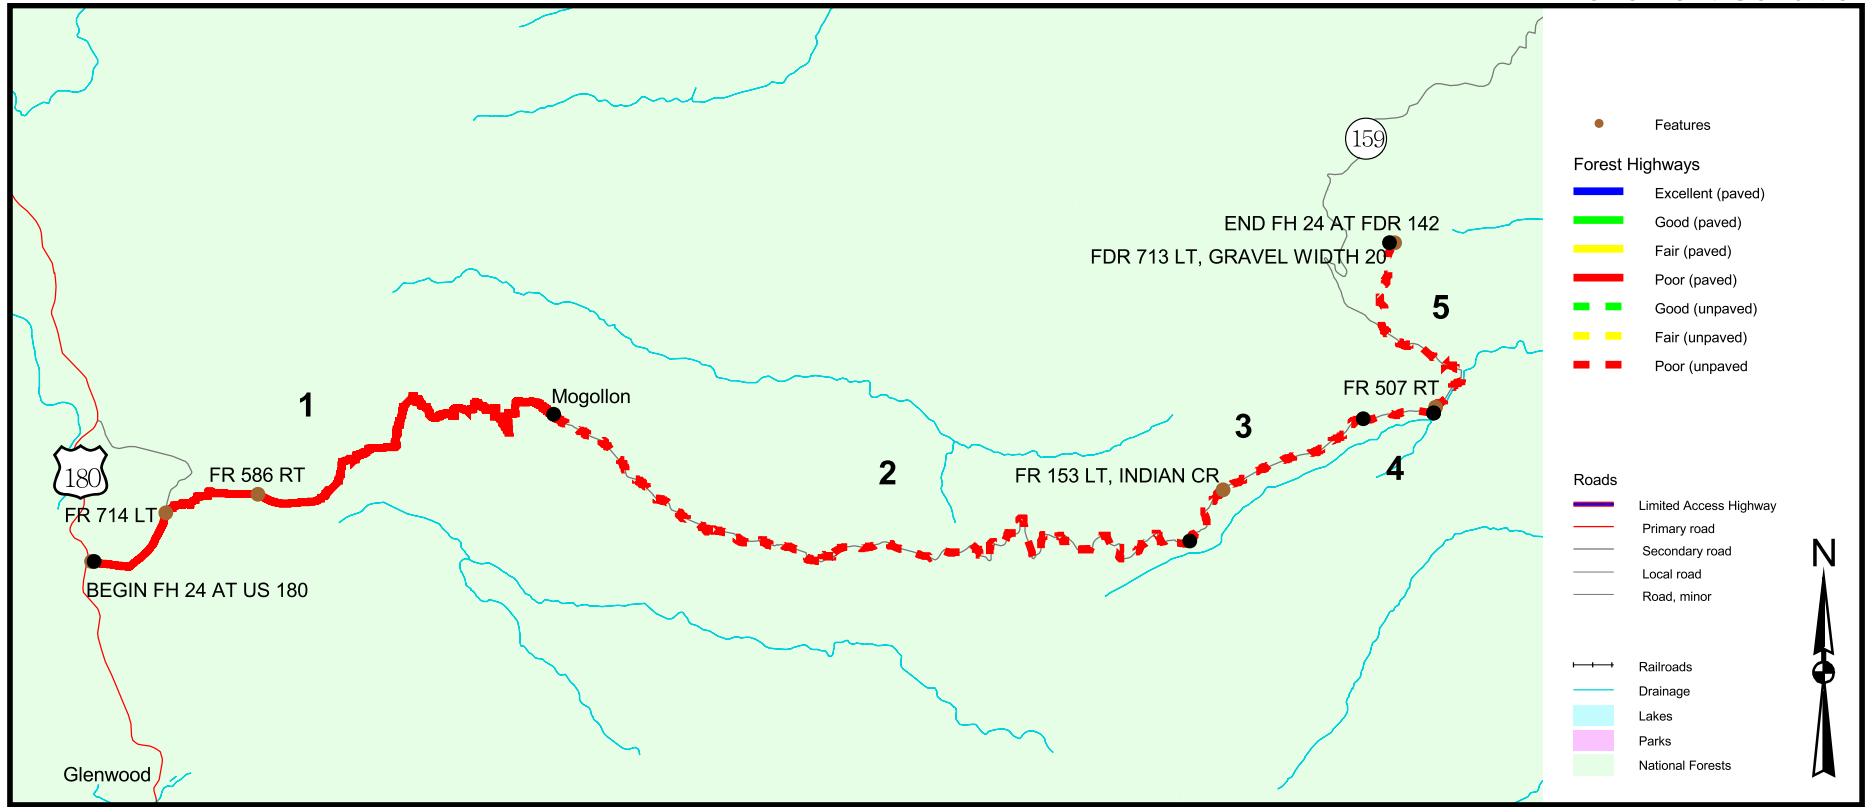 159
END FH 24 AT FDR 142
FDR 713 LT, GRAVEL WIDTH 20
5
FR 507 RT
Mogollon
1
3
4
2
FR 153 LT, INDIAN CR
180
FR 586 RT
FR 714 LT
BEGIN FH 24 AT US 180
Glenwood
Features
Forest Highways
Excellent (paved)
Good (paved)
Fair (paved)
Poor (paved)
Good (unpaved)
Fair (unpaved)
Poor (unpaved
Roads
Limited Access Highway
Primary road
Secondary road
Local road
Road, minor
Railroads
Drainage
Lakes
Parks
National Forests
N